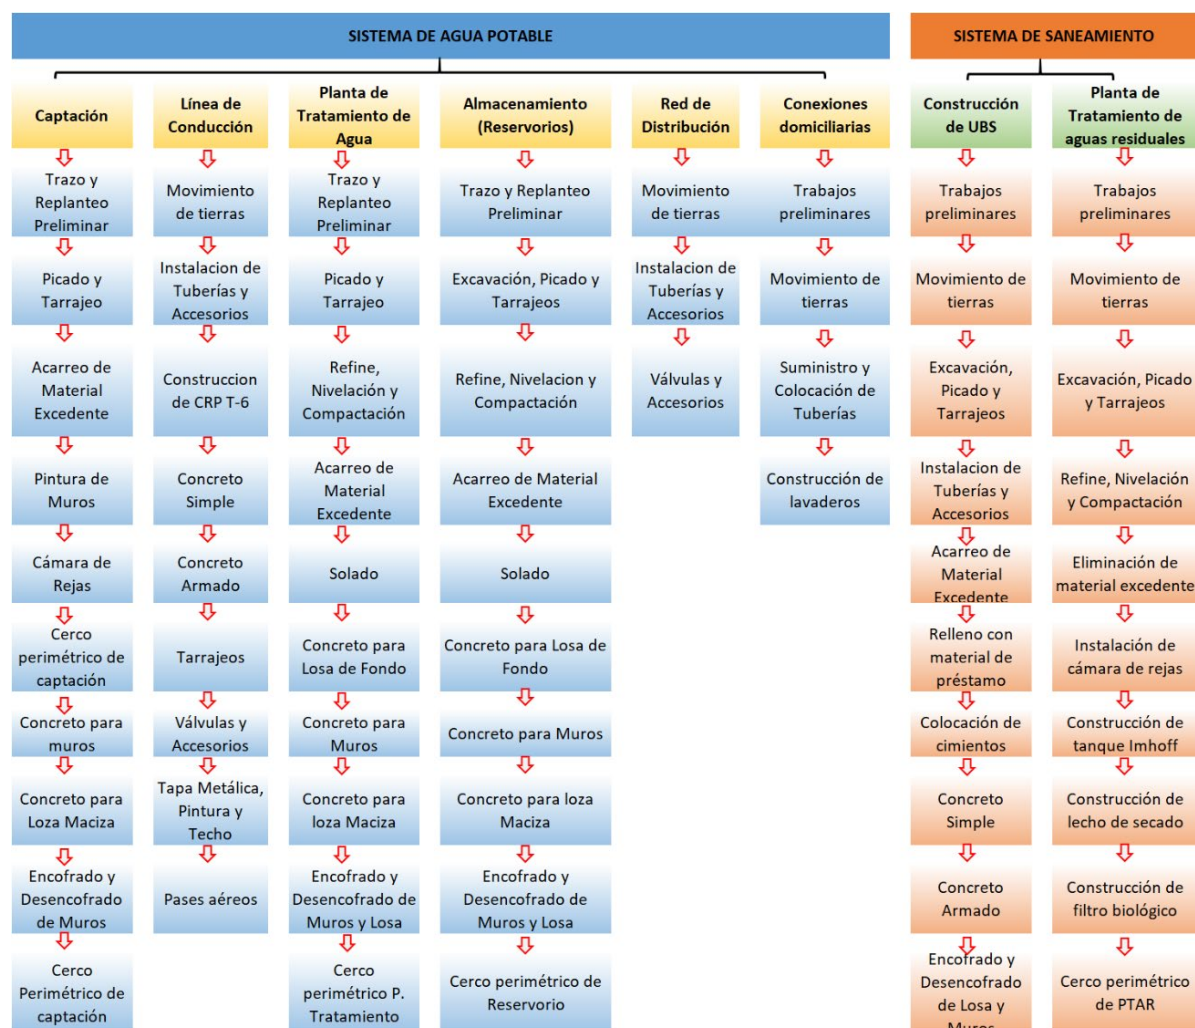 SISTEMA DE AGUA POTABLE
Captación
Trazo y
Replanteo
Preliminar
Picado y
Tarrajeo
Acarreo de
Material
Excedente
Pintura de
Muros
Cámara de
Rejas
Cerco
perimétrico de
captación
Concreto para
muros
Concreto para
Loza Maciza
Encofrado y
Desencofrado
de Muros
Cerco
Perimétrico de
captación
Línea de
Conducción
Movimiento
de tierras
Instalacion de
Tuberías y
Accesorios
Construccion
de CRP T-6
Concreto
Simple
Concreto
Armado
Tarrajeos
Válvulas y
Accesorios
Tapa Metálica,
Pintura y
Techo
Pases aéreos
Planta de
Tratamiento de
Agua
Trazo y
Replanteo
Preliminar
Picado y
Tarrajeo
Refine,
Nivelación y
Compactación
Acarreo de
Material
Excedente
Solado
Concreto para
Losa de Fondo
Concreto para
Muros
Concreto para
loza Maciza
Encofrado y
Desencofrado de
Muros y Losa
Cerco
perimétrico P.
Tratamiento
Almacenamiento
(Reservorios)
Trazo y Replanteo
Preliminar
Excavación, Picado y
Tarrajeos
Refine, Nivelacion y
Compactación
Acarreo de Material
Excedente
Solado
Concreto para Losa de
Fondo
Concreto para Muros
Concreto para loza
Maciza
Encofrado y
Desencofrado de
Muros y Losa
Cerco perimétrico de
Reservorio
Red de
Distribución
Movimiento
de tierras
Instalacion de
Tuberías y
Accesorios
Válvulas y
Accesorios
Conexiones
domiciliarias
Trabajos
preliminares
Movimiento de
tierras
Suministro y
Colocación de
Tuberías
Construcción de
lavaderos
SISTEMA DE SANEAMIENTO
Construcción
de UBS
Trabajos
preliminares
Movimiento de
tierras
Excavación,
Picado y
Tarrajeos
Instalacion de
Tuberías y
Accesorios
Acarreo de
Material
Excedente
Relleno con
material de
préstamo
Colocación de
cimientos
Concreto
Simple
Concreto
Armado
Encofrado y
Desencofrado
de Losa y
Muros
Planta de
Tratamiento de
aguas residuales
Trabajos
preliminares
Movimiento de
tierras
Excavación, Picado
y Tarrajeos
Refine, Nivelación
y Compactación
Eliminación de
material excedente
Instalación de
cámara de rejas
Construcción de
tanque Imhoff
Construcción de
lecho de secado
Construcción de
filtro biológico
Cerco perimétrico
de PTAR